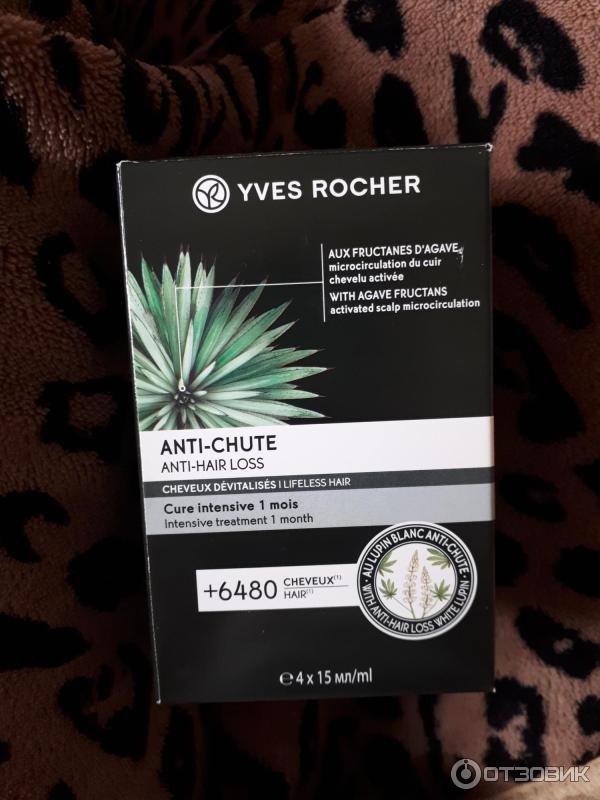 YVES ROCHER
AUX FRUCTANES D'AGAVE
microcirculation du cuir
chevelu activée
WITH AGAVE FRUCTANS
activated scalp microcirculation
ANTI-CHUTE
ANTI-HAIR LOSS
CHEVEUX DÉVITALISÉS I LIFELESS HAIR
Cure intensive 1 mois
Intensive treatment 1 month
+6480 CHEVEUX(1)
HAIR(1)
AU LUPIN BLANC ANTI-CHUTE
WITH ANTI-HAIR LOSS WHITE LUPIN
℮ 4 x 15 мл/ml
ОТЗОВИК